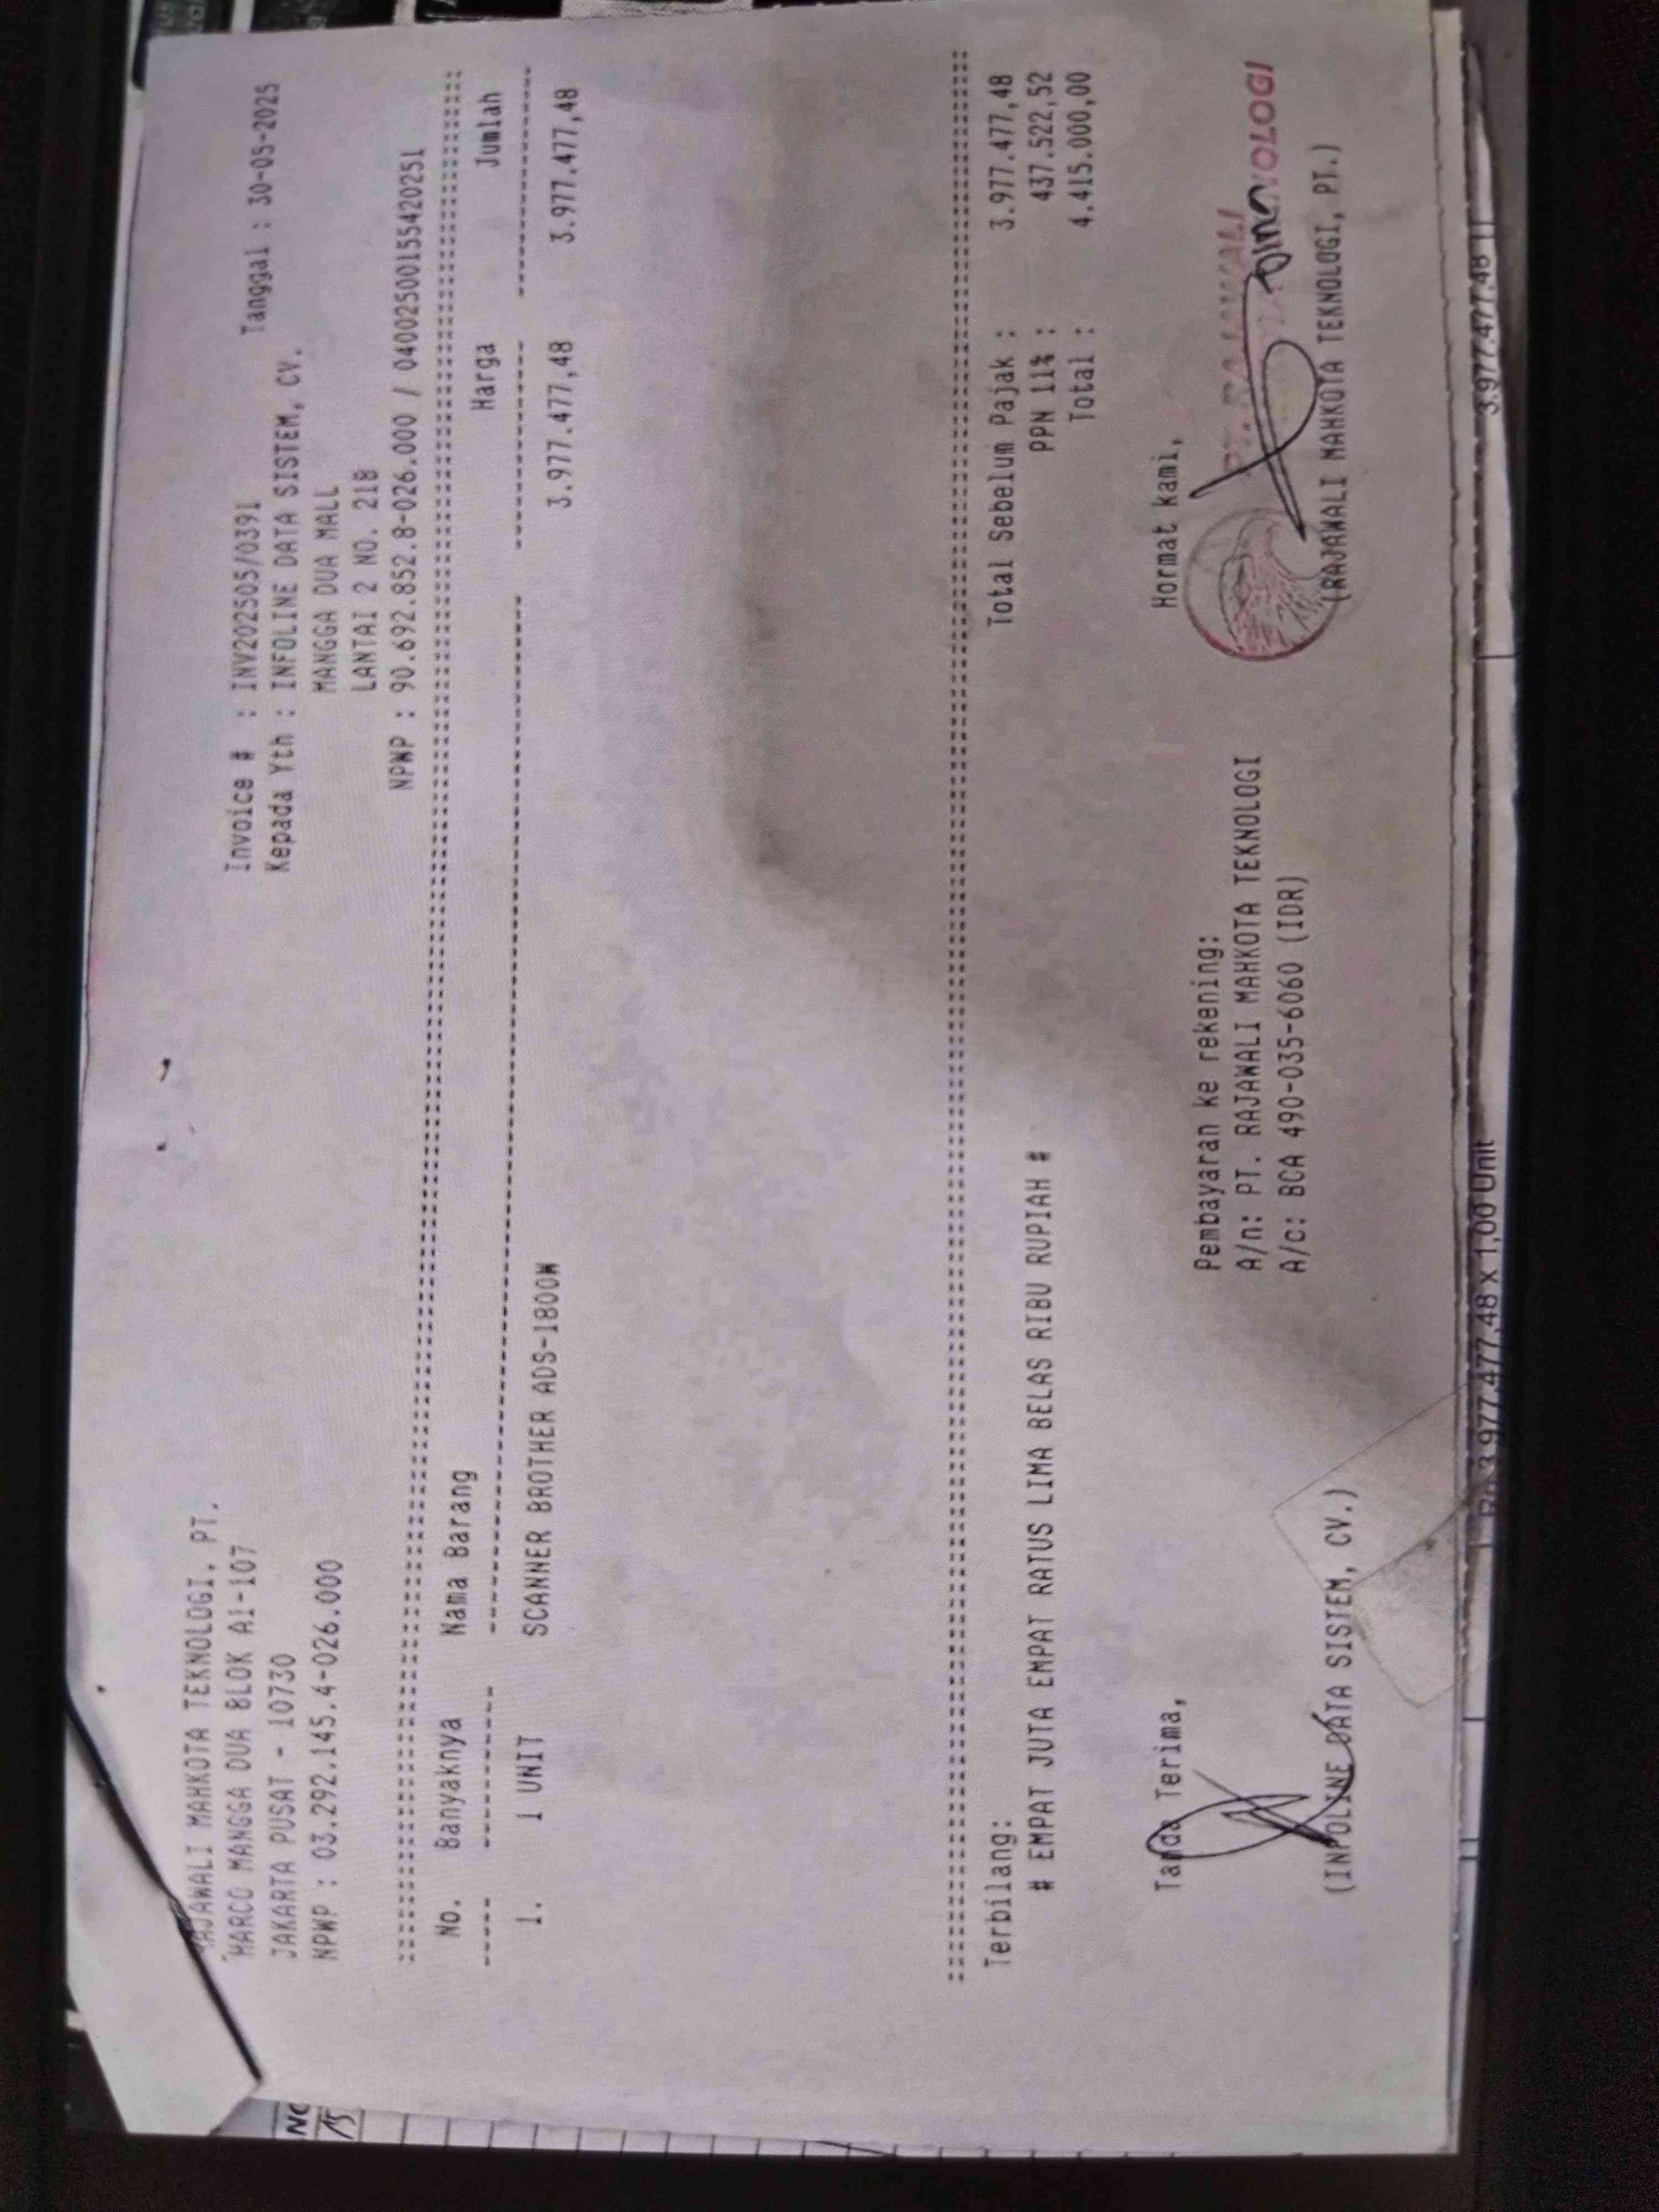 RAJAWALI MAHKOTA TEKNOLOGI, PT.
HARCO MANGGA DUA BLOK A1-107
JAKARTA PUSAT - 10730
NPWP : 03.292.145.4-026.000
Invoice # : INV202505/0391 Tanggal : 30-05-2025
Kepada Yth : INFOLINE DATA SISTEM, CV.
MANGGA DUA MALL
LANTAI 2 NO. 21B
NPWP : 90.692.852.8-026.000 / 04002500155420251
No. Banyaknya Nama Barang Harga Jumlah
1. 1 UNIT SCANNER BROTHER ADS-1800W 3.977.477,48 3.977.477,48
Terbilang:
# EMPAT JUTA EMPAT RATUS LIMA BELAS RIBU RUPIAH #
Total Sebelum Pajak : 3.977.477,48
PPN 11% : 437.522,52
Total : 4.415.000,00
Tanda Terima,
(INFOLINE DATA SISTEM, CV.)
Pembayaran ke rekening:
A/n: PT. RAJAWALI MAHKOTA TEKNOLOGI
A/c: BCA 490-035-6060 (IDR)
Hormat kami,
(RAJAWALI MAHKOTA TEKNOLOGI, PT.)
Rp 3.977.477,48 x 1,00 Unit 3.977.477,48